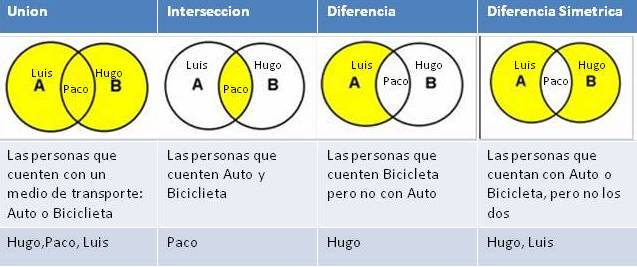 Union
Interseccion
Diferencia
Diferencia Simetrica
Luis
Hugo
A
Paco
B
Luis
Hugo
A
Paco
B
Luis
Hugo
A
Paco
B
Luis
Hugo
A
Paco
B
Las personas que
cuenten con un
medio de transporte:
Auto o Biciclieta
Las personas que
cuenten Auto y
Biciclieta
Las personas que
cuenten Bicicleta
pero no con Auto
Las personas que
cuentan con Auto o
Bicicleta, pero no los
dos
Hugo,Paco, Luis
Paco
Hugo
Hugo, Luis